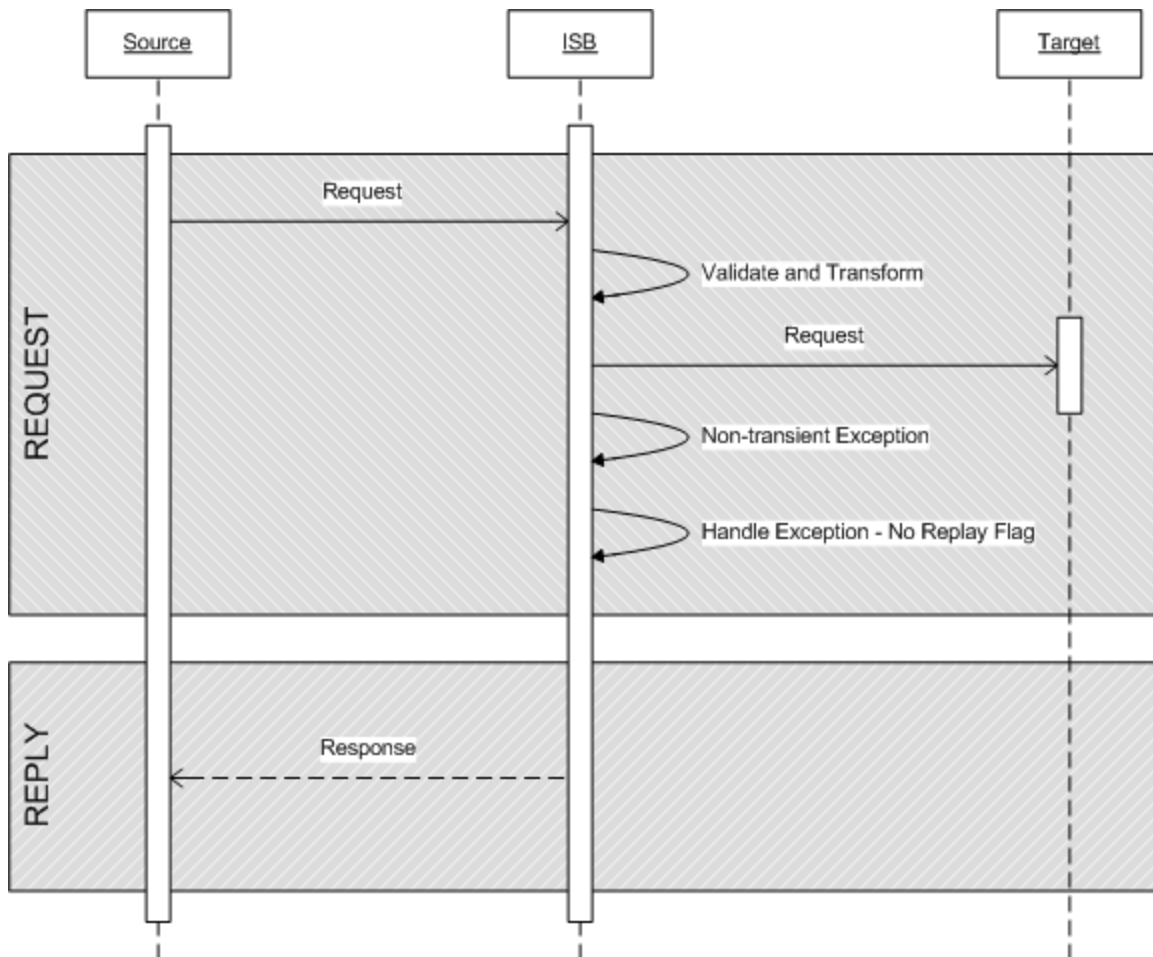 Source
ISB
Target
REQUEST
Request
Validate and Transform
Request
Non-transient Exception
Handle Exception - No Replay Flag
REPLY
Response